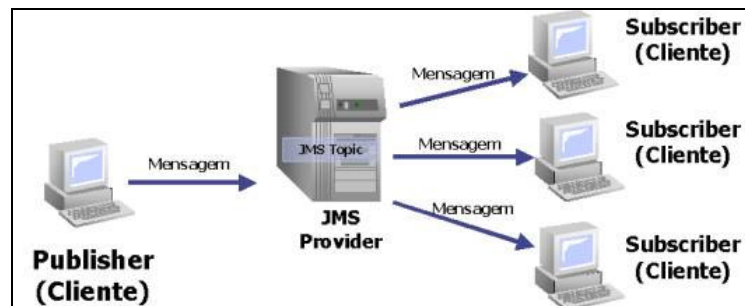 Subscriber
(Cliente)
Mensagem
JMS Topic
Mensagem
Mensagem
Subscriber
(Cliente)
Mensagem
JMS
Provider
Publisher
(Cliente)
Subscriber
(Cliente)